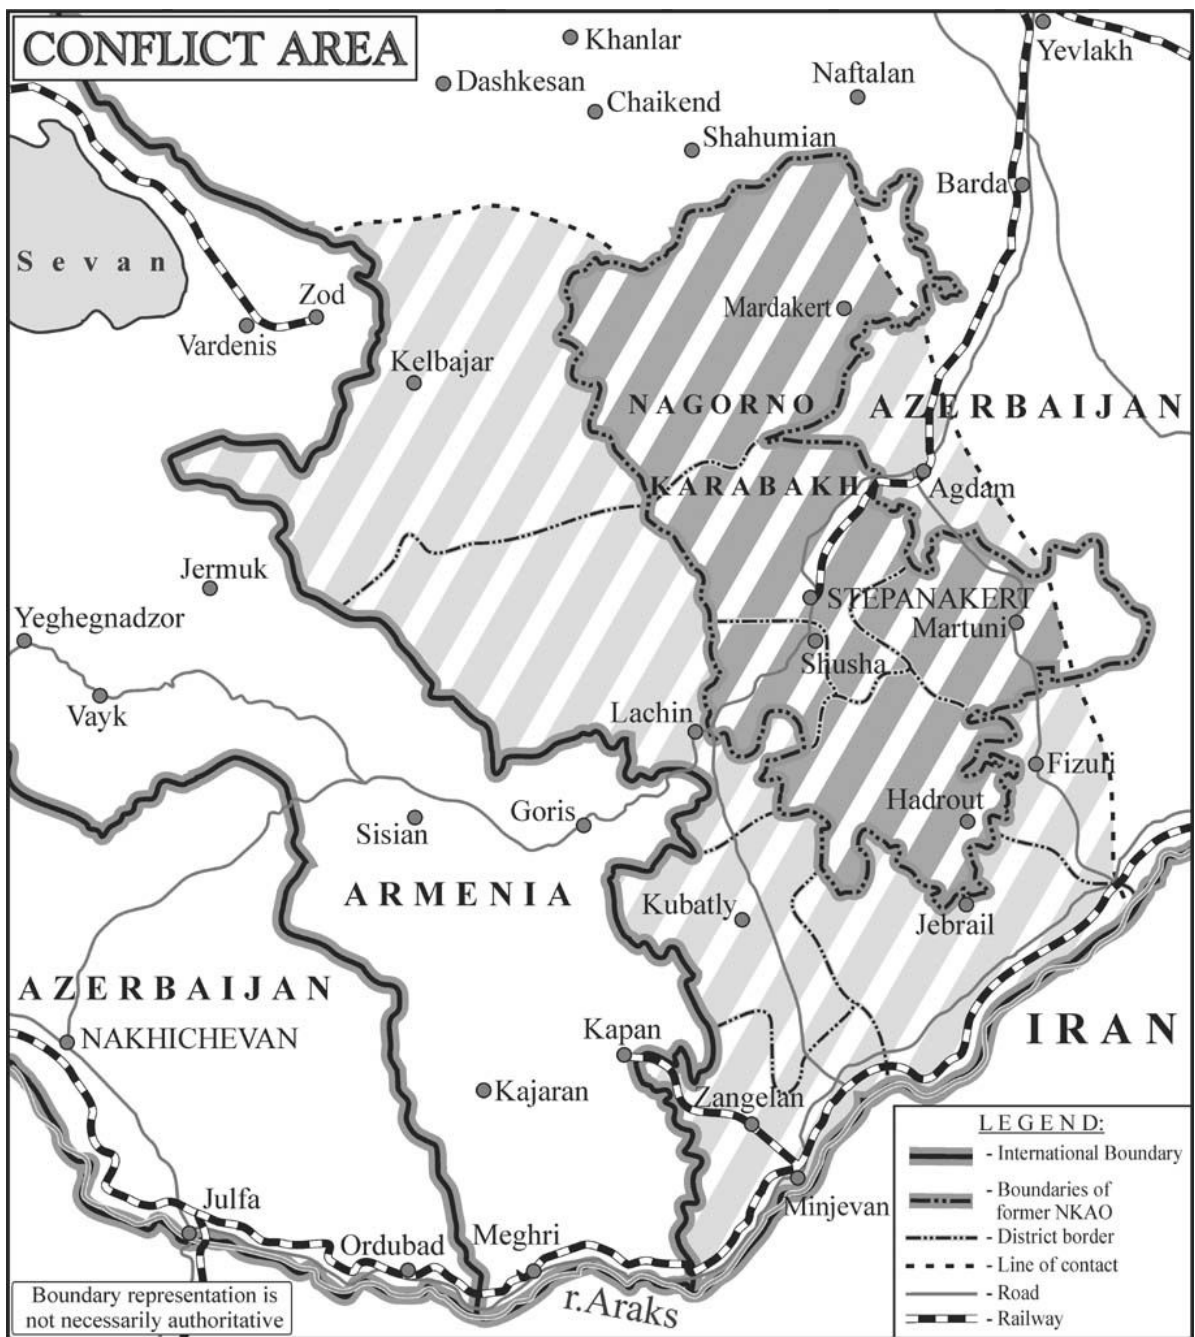 CONFLICT AREA
Khanlar
Yevlakh
Dashkesan
Naftalan
Chaikend
Shahumian
Barda
Sevan
Zod
Mardakert
Vardenis
Kelbajar
NAGORNO
AZERBAIJAN
KARABAKH
Agdam
Jermuk
STEPANAKERT
Yeghegnadzor
Martuni
Shusha
Vayk
Lachin
Fizuli
Hadrout
Goris
Sisian
ARMENIA
Kubatly
Jebrail
AZERBAIJAN
IRAN
Kapan
NAKHICHEVAN
Kajaran
Zangelan
Julfa
Minjevan
Meghri
Ordubad
r.Araks
Boundary representation is
not necessarily authoritative
LEGEND:
- International Boundary
- Boundaries of
former NKAO
- District border
- Line of contact
- Road
- Railway